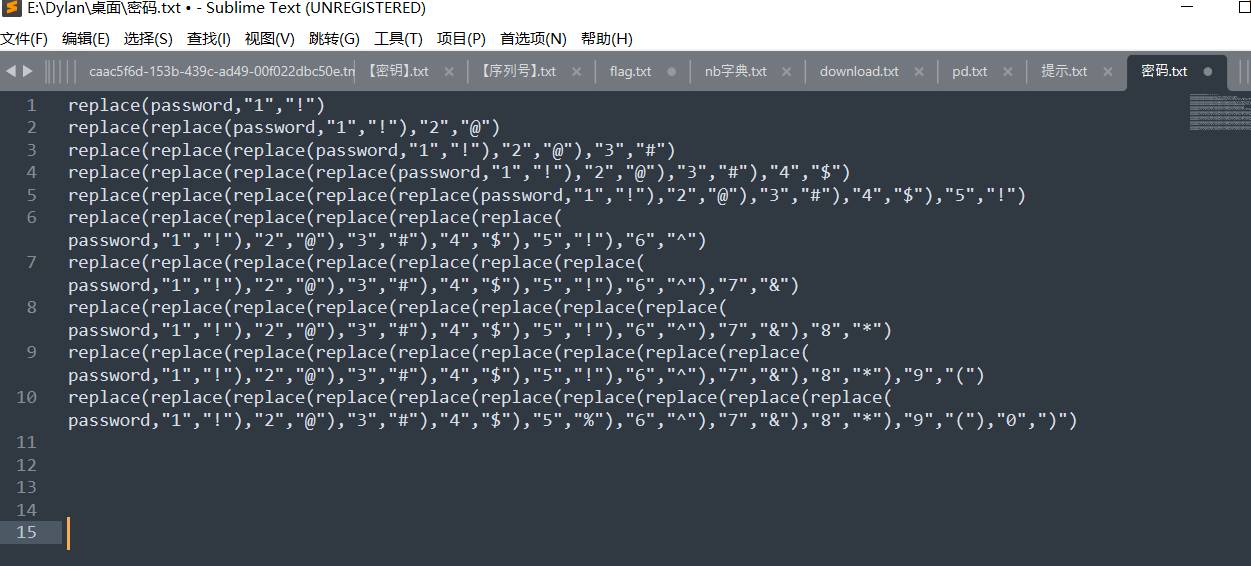 E:\Dylan\桌面\密码.txt • - Sublime Text (UNREGISTERED)
文件(F) 编辑(E) 选择(S) 查找(I) 视图(V) 跳转(G) 工具(T) 项目(P) 首选项(N) 帮助(H)
caac5f6d-153b-439c-ad49-00f022dbc50e.tm 【密钥】.txt × 【序列号】.txt × flag.txt nb字典.txt × download.txt × pd.txt × 提示.txt × 密码.txt
1 replace(password,"1","!")
2 replace(replace(password,"1","!"),"2","@")
3 replace(replace(replace(password,"1","!"),"2","@"),"3","#")
4 replace(replace(replace(replace(password,"1","!"),"2","@"),"3","#"),"4","$")
5 replace(replace(replace(replace(replace(password,"1","!"),"2","@"),"3","#"),"4","$"),"5","!")
6 replace(replace(replace(replace(replace(replace(
password,"1","!"),"2","@"),"3","#"),"4","$"),"5","!"),"6","^")
7 replace(replace(replace(replace(replace(replace(replace(
password,"1","!"),"2","@"),"3","#"),"4","$"),"5","!"),"6","^"),"7","&")
8 replace(replace(replace(replace(replace(replace(replace(replace(
password,"1","!"),"2","@"),"3","#"),"4","$"),"5","!"),"6","^"),"7","&"),"8","*")
9 replace(replace(replace(replace(replace(replace(replace(replace(replace(
password,"1","!"),"2","@"),"3","#"),"4","$"),"5","!"),"6","^"),"7","&"),"8","*"),"9","(")
10 replace(replace(replace(replace(replace(replace(replace(replace(replace(replace(
password,"1","!"),"2","@"),"3","#"),"4","$"),"5","%"),"6","^"),"7","&"),"8","*"),"9","("),"0",")")
11
12
13
14
15